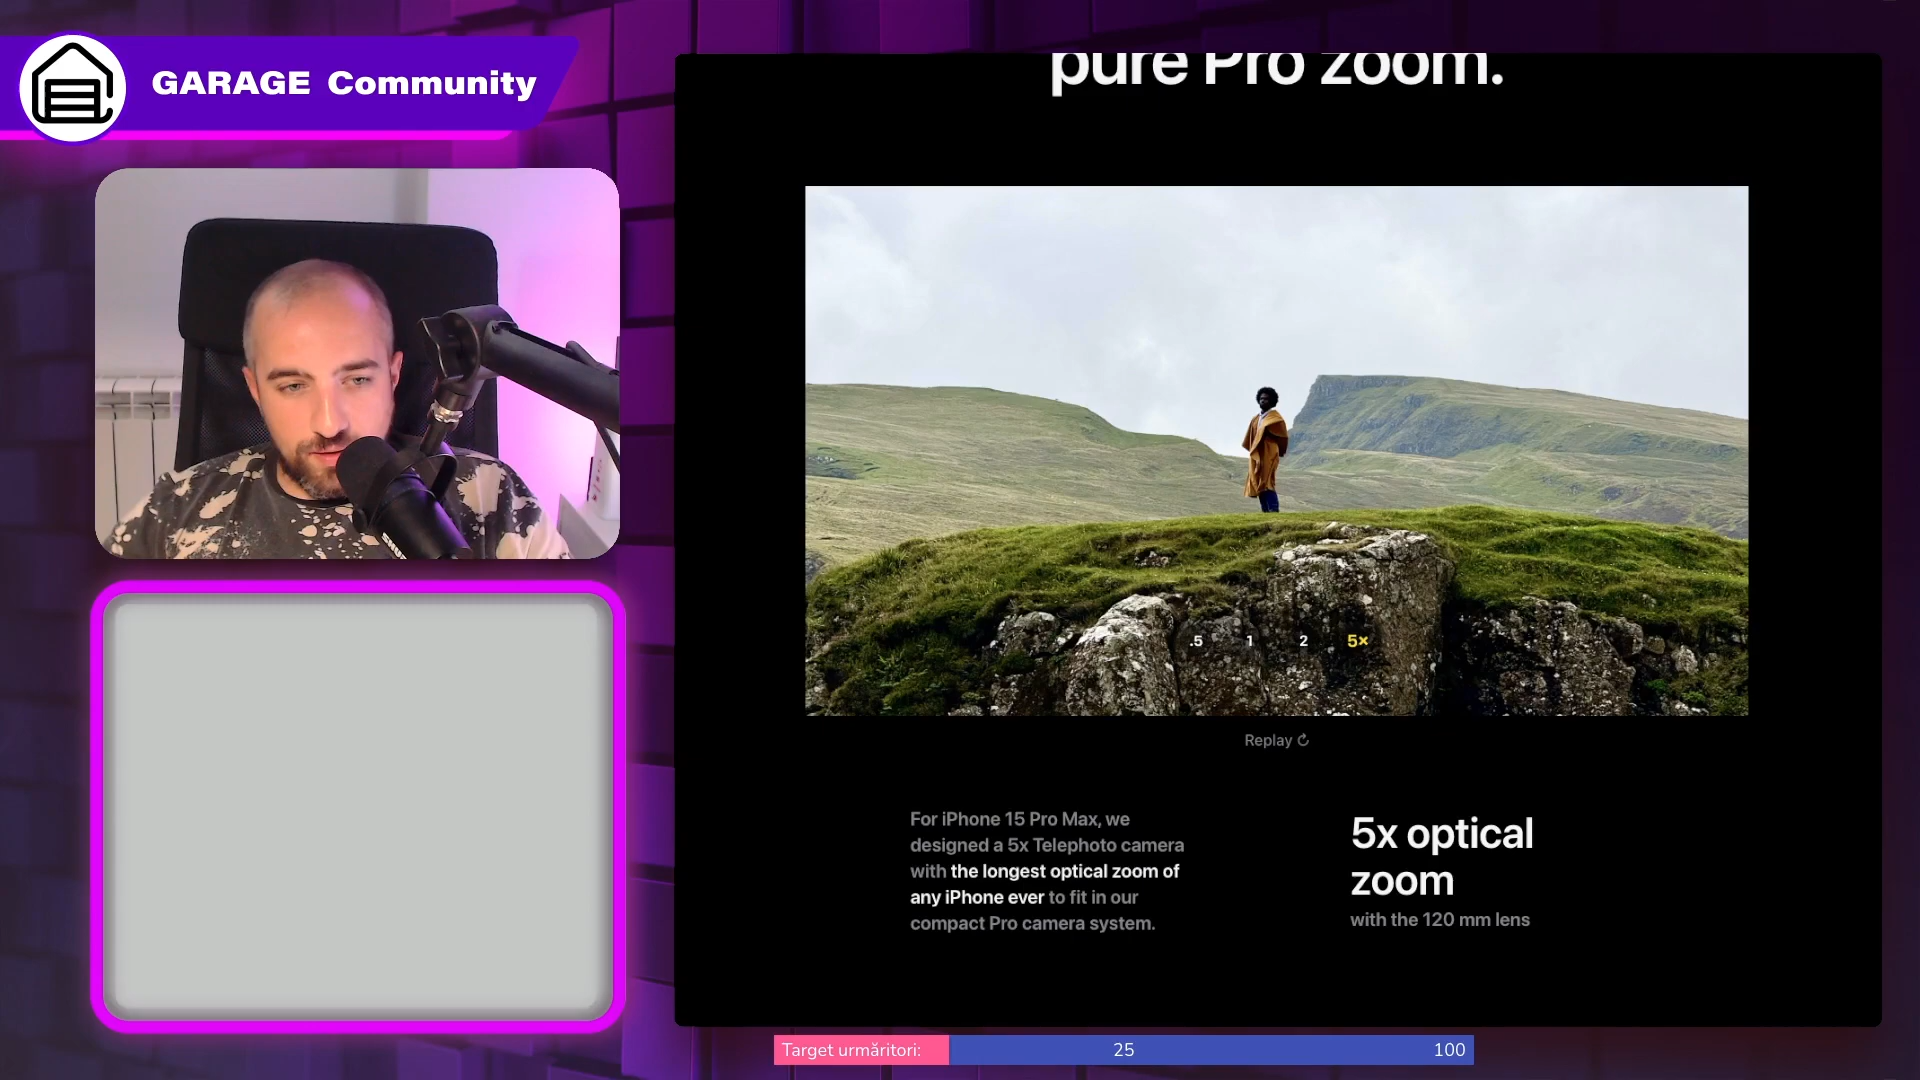 GARAGE Community
pure Pro zoom.
.5 1 2 5×
Replay
For iPhone 15 Pro Max, we
designed a 5x Telephoto camera
with the longest optical zoom of
any iPhone ever to fit in our
compact Pro camera system.
5x optical
zoom
with the 120 mm lens
Target urmăritori: 25 100